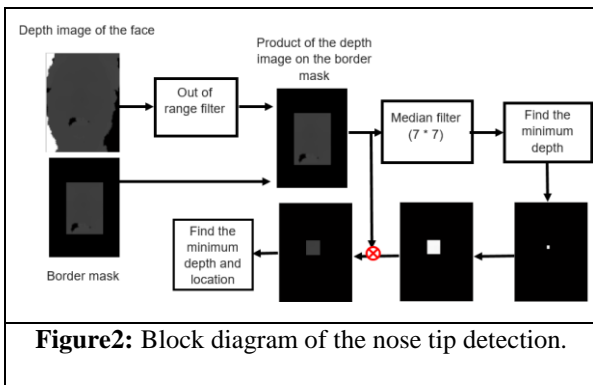 Depth image of the face
Product of the depth
image on the border
mask
Out of
range filter
Median filter
(7 * 7)
Find the
minimum
depth
Find the
minimum
depth and
location
Border mask
Figure2: Block diagram of the nose tip detection.